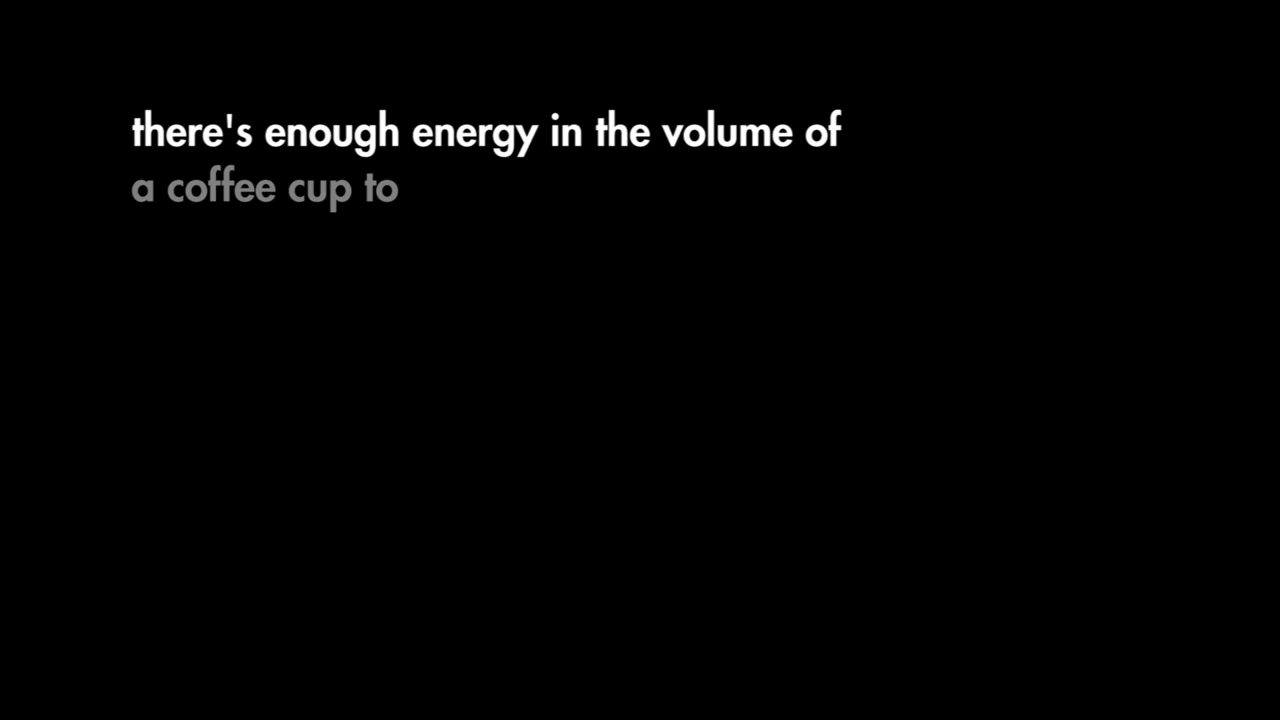 there's enough energy in the volume of
a coffee cup to